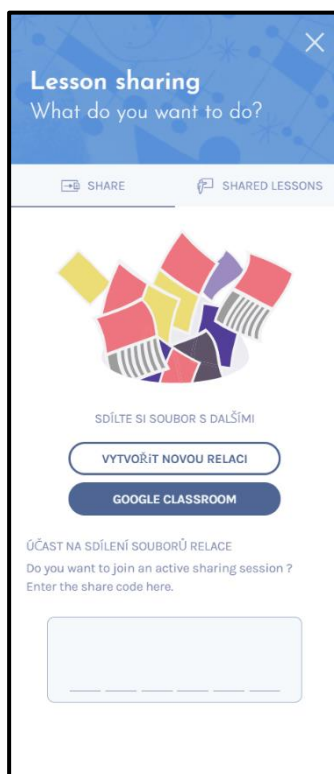 Lesson sharing
What do you want to do?
SHARE
SHARED LESSONS
SDÍLTE SI SOUBOR S DALŠÍMI
VYTVOŘiT NOVOU RELACI
GOOGLE CLASSROOM
ÚČAST NA SDÍLENÍ SOUBORŮ RELACE
Do you want to join an active sharing session ?
Enter the share code here.